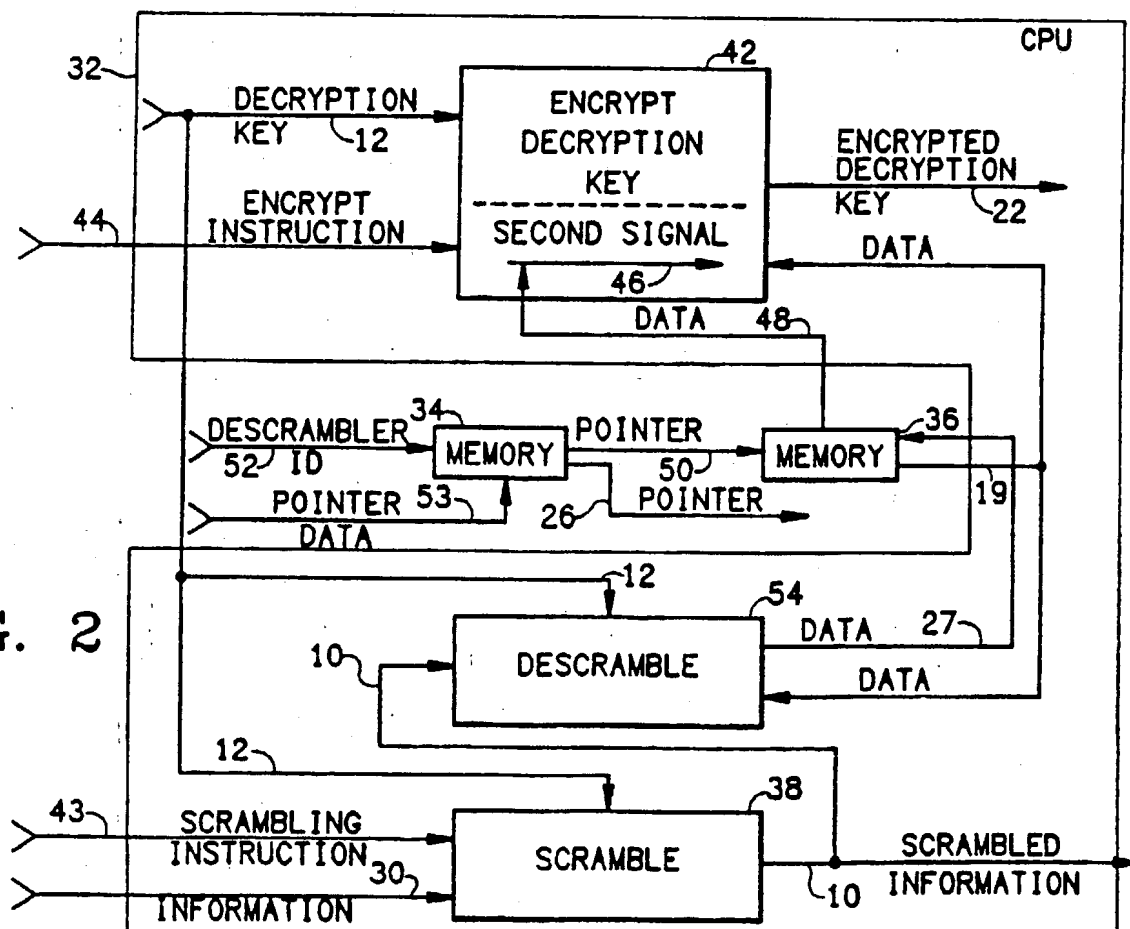 CPU
32
42
DECRYPTION
KEY
12
ENCRYPT
DECRYPTION
KEY
ENCRYPTED
DECRYPTION
KEY
22
44
ENCRYPT
INSTRUCTION
SECOND SIGNAL
46
DATA
DATA
48
DESCRAMBLER
ID
52
34
MEMORY
POINTER
50
36
MEMORY
19
POINTER
DATA
53
26
POINTER
12
54
DESCRAMBLE
DATA
27
DATA
10
G. 2
12
38
43
SCRAMBLING
INSTRUCTION
SCRAMBLE
30
INFORMATION
10
SCRAMBLED
INFORMATION